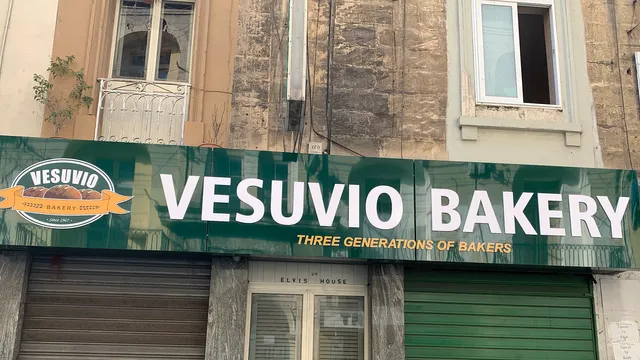 VESUVIO
BAKERY
Since 1967
VESUVIO BAKERY
THREE GENERATIONS OF BAKERS
ELVIS HOUSE